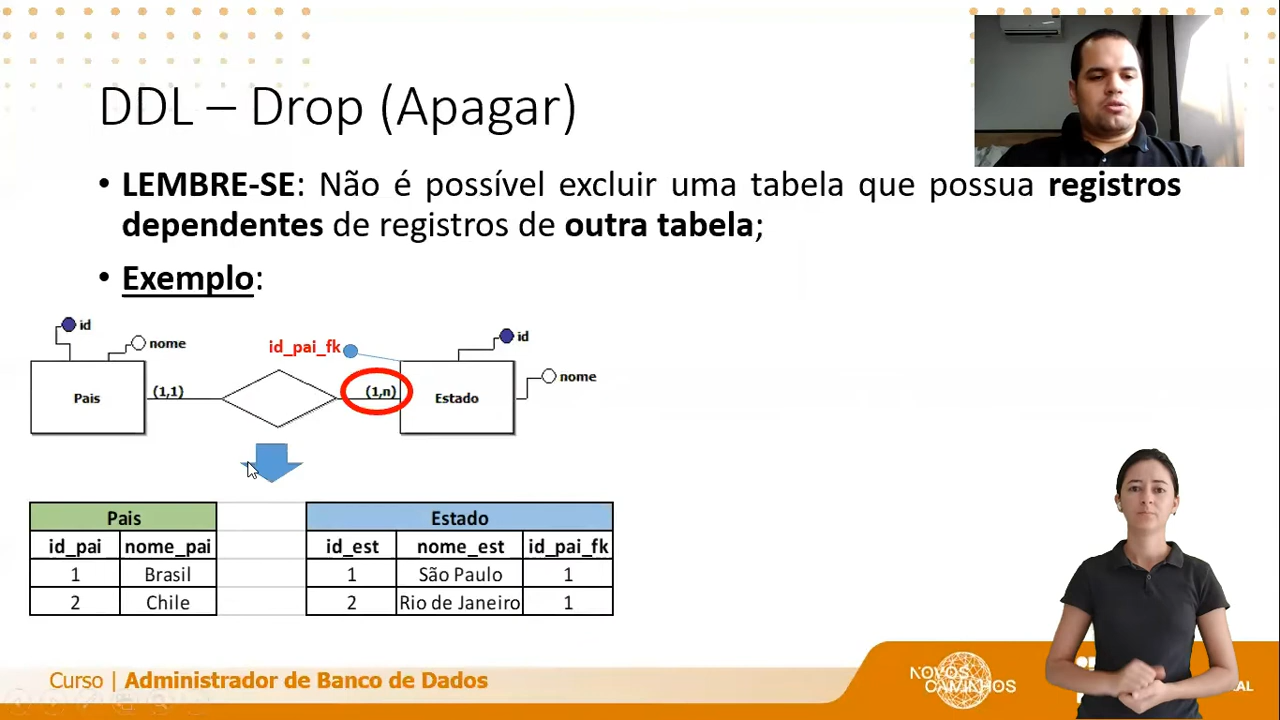 DDL – Drop (Apagar)
• LEMBRE-SE: Não é possível excluir uma tabela que possua registros
dependentes de registros de outra tabela;
• Exemplo:
id
nome
id_pai_fk
id
nome
Pais
(1,1)
(1,n)
Estado
Pais
id_pai nome_pai
1 Brasil
2 Chile
Estado
id_est nome_est id_pai_fk
1 São Paulo 1
2 Rio de Janeiro 1
Curso | Administrador de Banco de Dados
NOVOS
CAMINHOS